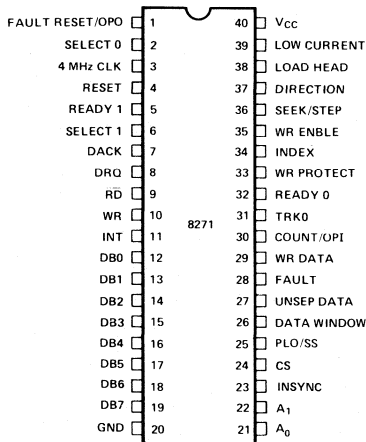 FAULT RESET/OPO 1 40 VCC
SELECT 0 2 39 LOW CURRENT
4 MHz CLK 3 38 LOAD HEAD
RESET 4 37 DIRECTION
READY 1 5 36 SEEK/STEP
SELECT 1 6 35 WR ENBLE
DACK 7 34 INDEX
DRQ 8 33 WR PROTECT
RD 9 32 READY 0
WR 10 31 TRK0
8271
INT 11 30 COUNT/OPI
DB0 12 29 WR DATA
DB1 13 28 FAULT
DB2 14 27 UNSEP DATA
DB3 15 26 DATA WINDOW
DB4 16 25 PLO/SS
DB5 17 24 CS
DB6 18 23 INSYNC
DB7 19 22 A1
GND 20 21 A0